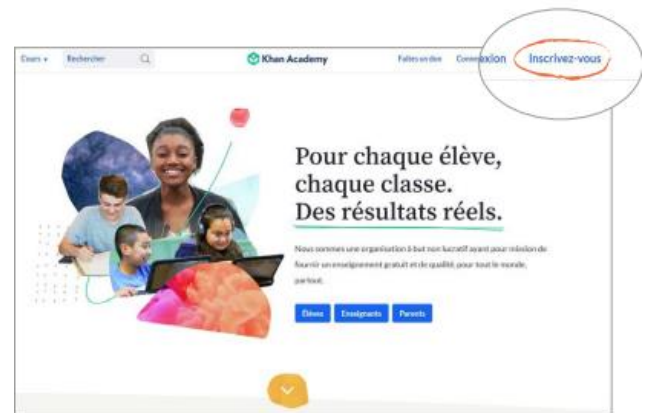 Cours
Rechercher
Khan Academy
Faites un don
Connexion
Inscrivez-vous
Pour chaque élève,
chaque classe.
Des résultats réels.
Nous sommes une organisation à but non lucratif ayant pour mission de
fournir un enseignement gratuit et de qualité, pour tout le monde,
partout.
Élèves
Enseignants
Parents